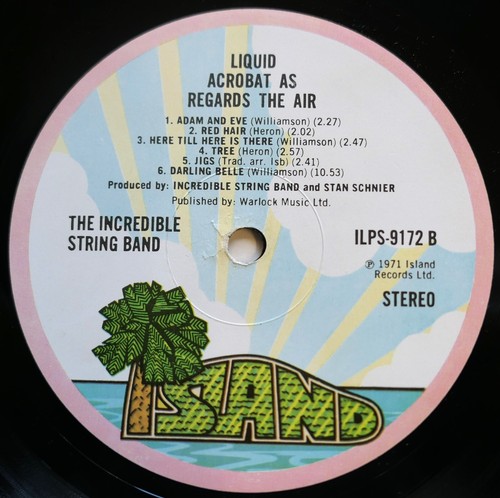 LIQUID
ACROBAT AS
REGARDS THE AIR
1. ADAM AND EVE (Williamson) (2.27)
2. RED HAIR (Heron) (2.02)
3. HERE TILL HERE IS THERE (Williamson) (2.47)
4. TREE (Heron) (2.57)
5. JIGS (Trad. arr. Isb) (2.41)
6. DARLING BELLE (Williamson) (10.53)
Produced by: INCREDIBLE STRING BAND and STAN SCHNIER
Published by: Warlock Music Ltd.
THE INCREDIBLE
STRING BAND
ILPS-9172 B
℗ 1971 Island
Records Ltd.
STEREO
ISLAND